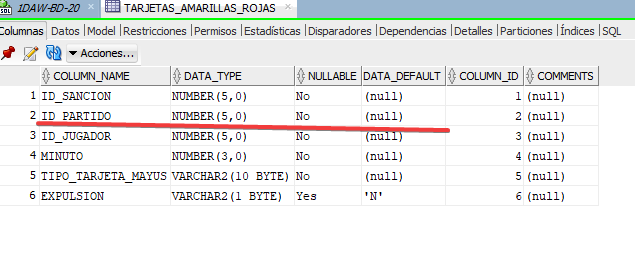 SQL 1DAW-BD-20 × TARJETAS_AMARILLAS_ROJAS ×
Columnas Datos Model Restricciones Permisos Estadísticas Disparadores Dependencias Detalles Particiones Índices SQL
Acciones...
COLUMN_NAME DATA_TYPE NULLABLE DATA_DEFAULT COLUMN_ID COMMENTS
1 ID_SANCION NUMBER(5,0) No (null) 1 (null)
2 ID_PARTIDO NUMBER(5,0) No (null) 2 (null)
3 ID_JUGADOR NUMBER(5,0) No (null) 3 (null)
4 MINUTO NUMBER(3,0) No (null) 4 (null)
5 TIPO_TARJETA_MAYUS VARCHAR2(10 BYTE) No (null) 5 (null)
6 EXPULSION VARCHAR2(1 BYTE) Yes 'N' 6 (null)